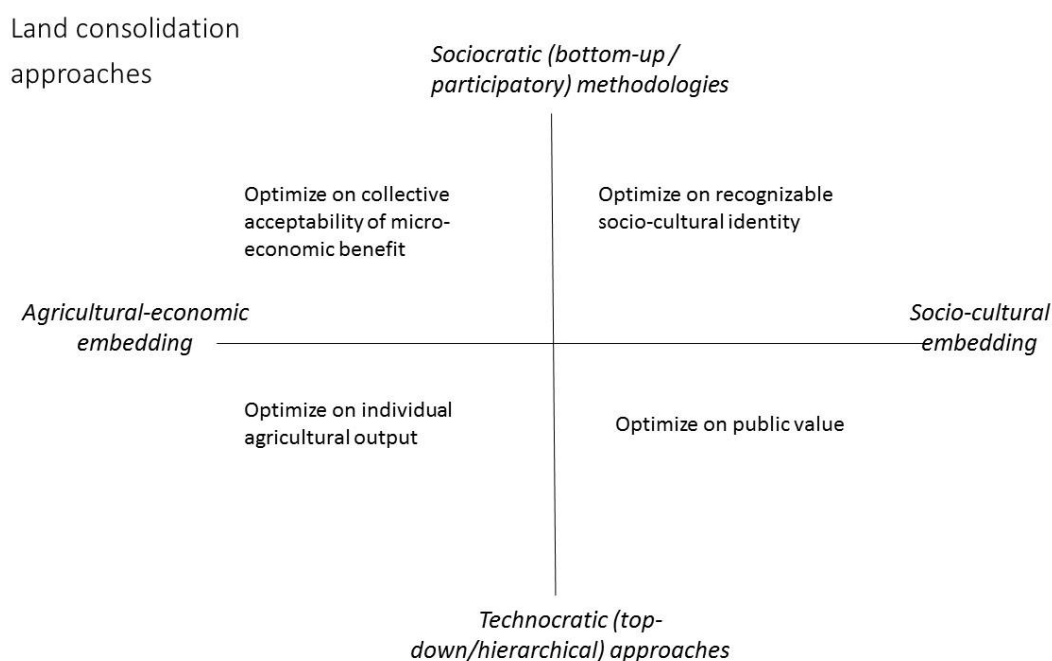 Land consolidation
approaches
Sociocratic (bottom-up /
participatory) methodologies
Optimize on collective
acceptability of micro-
economic benefit
Optimize on recognizable
socio-cultural identity
Agricultural-economic
embedding
Socio-cultural
embedding
Optimize on individual
agricultural output
Optimize on public value
Technocratic (top-
down/hierarchical) approaches